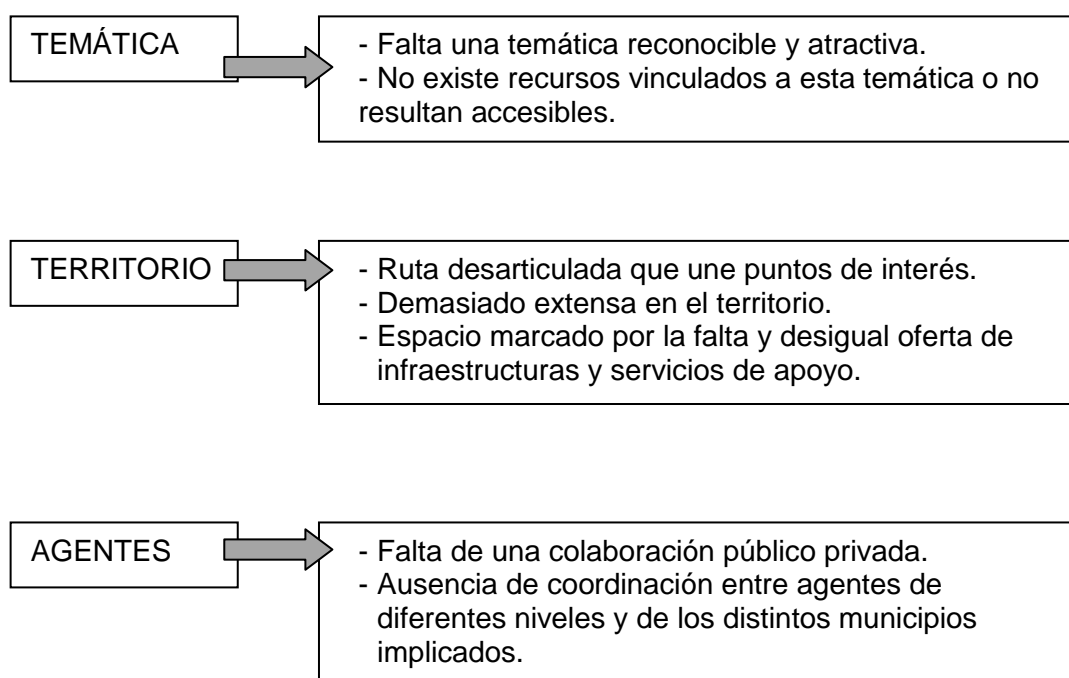 TEMÁTICA
- Falta una temática reconocible y atractiva.
- No existe recursos vinculados a esta temática o no
resultan accesibles.
TERRITORIO
- Ruta desarticulada que une puntos de interés.
- Demasiado extensa en el territorio.
- Espacio marcado por la falta y desigual oferta de
infraestructuras y servicios de apoyo.
AGENTES
- Falta de una colaboración público privada.
- Ausencia de coordinación entre agentes de
diferentes niveles y de los distintos municipios
implicados.